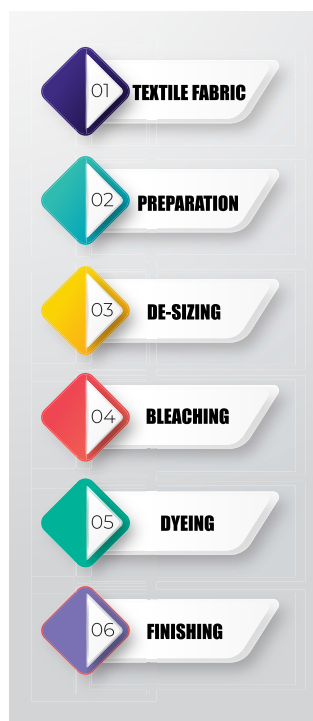 01 TEXTILE FABRIC
02 PREPARATION
03 DE-SIZING
04 BLEACHING
05 DYEING
06 FINISHING